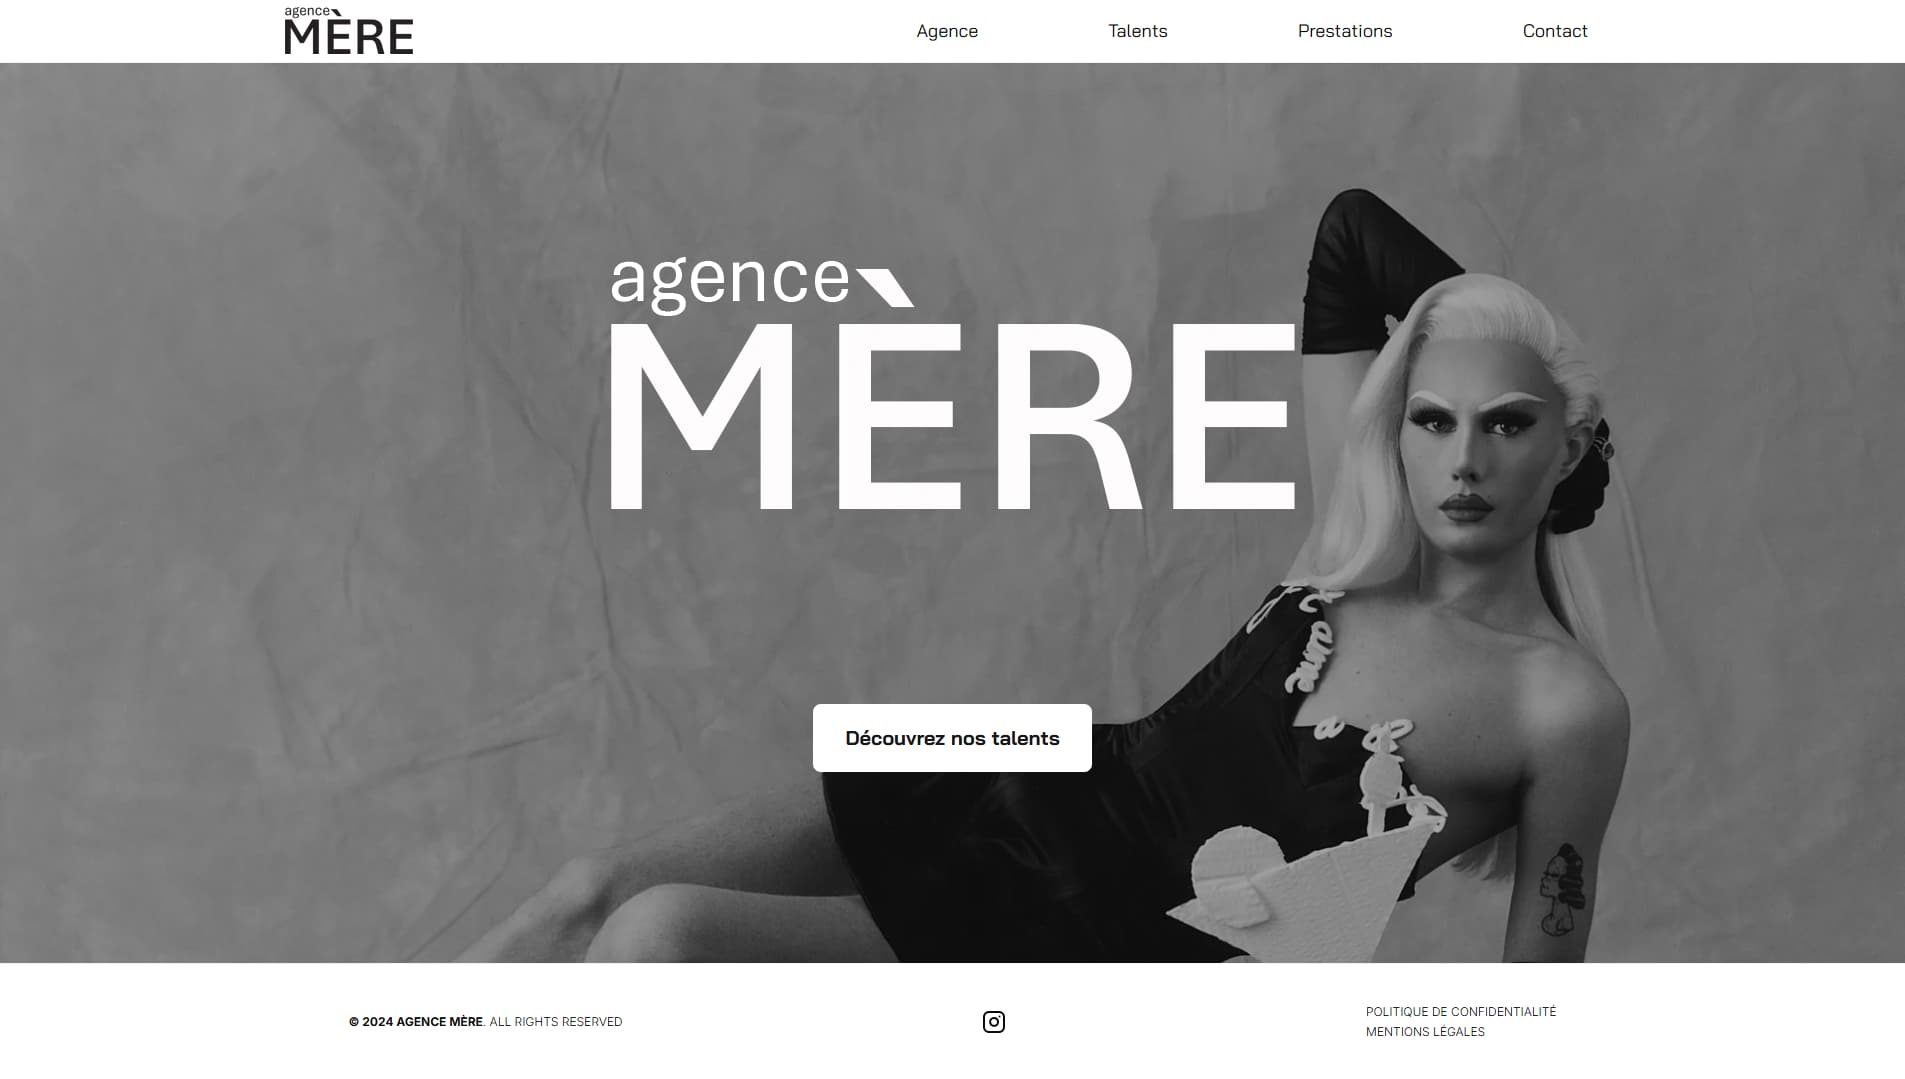 agence
MÈRE
Agence
Talents
Prestations
Contact
agence
MÈRE
Découvrez nos talents
© 2024 AGENCE MÈRE. ALL RIGHTS RESERVED
POLITIQUE DE CONFIDENTIALITÉ
MENTIONS LÉGALES